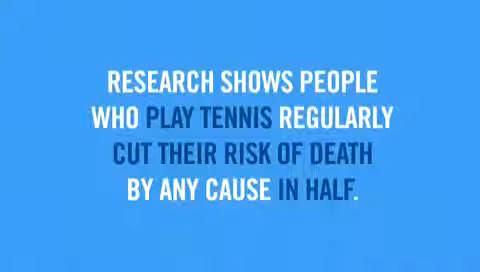 RESEARCH SHOWS PEOPLE
WHO PLAY TENNIS REGULARLY
CUT THEIR RISK OF DEATH
BY ANY CAUSE IN HALF.